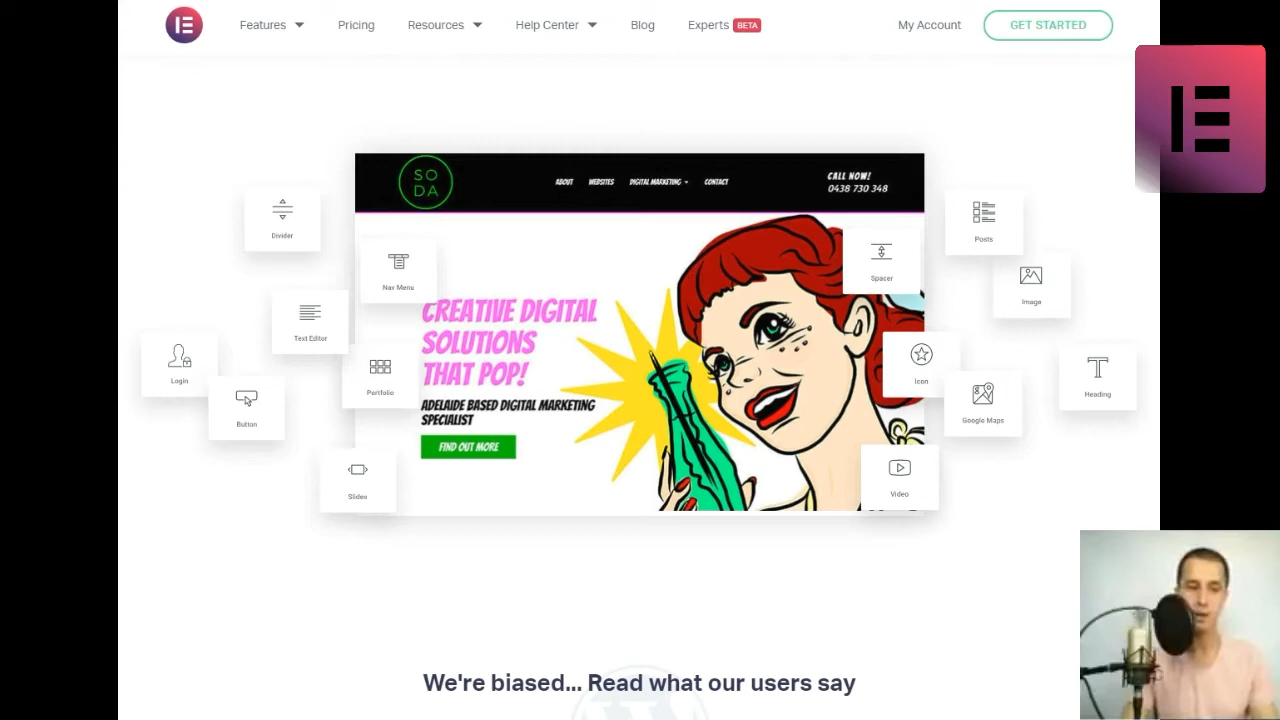 Features
Pricing
Resources
Help Center
Blog
Experts BETA
My Account
GET STARTED
SO
DA
ABOUT
WEBSITES
DIGITAL MARKETING
CONTACT
CALL NOW!
0438 730 348
Divider
Nav Menu
Text Editor
Login
Button
Portfolio
Slides
CREATIVE DIGITAL
SOLUTIONS
THAT POP!
ADELAIDE BASED DIGITAL MARKETING
SPECIALIST
FIND OUT MORE
Spacer
Posts
Image
Icon
Google Maps
Heading
Video
We're biased... Read what our users say